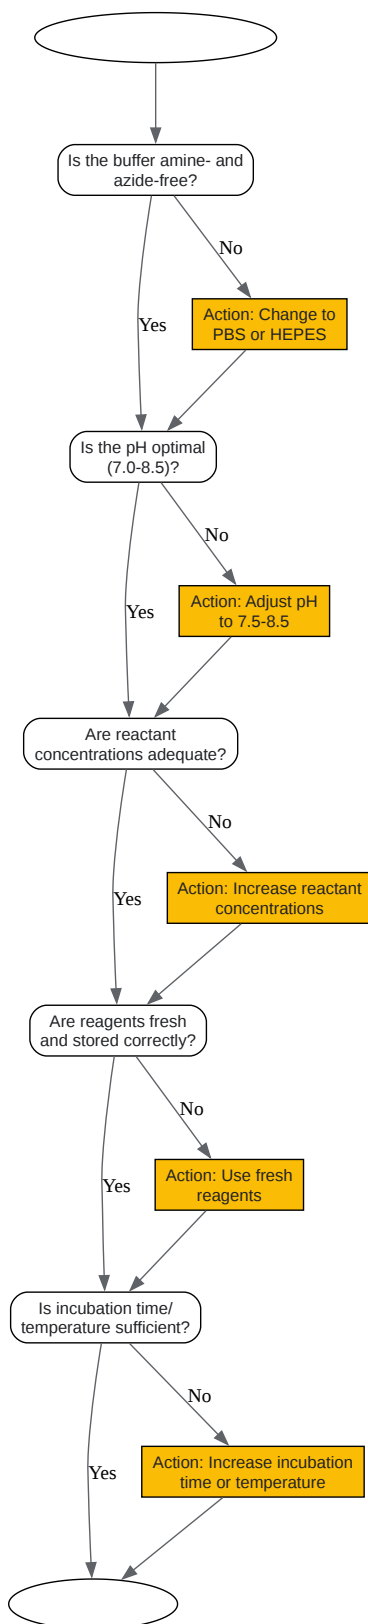 Is the buffer amine- and
azide-free?
No
Action: Change to
PBS or HEPES
Yes
Is the pH optimal
(7.0-8.5)?
No
Action: Adjust pH
to 7.5-8.5
Yes
Are reactant
concentrations adequate?
No
Action: Increase reactant
concentrations
Yes
Are reagents fresh
and stored correctly?
No
Action: Use fresh
reagents
Yes
Is incubation time/
temperature sufficient?
No
Action: Increase incubation
time or temperature
Yes